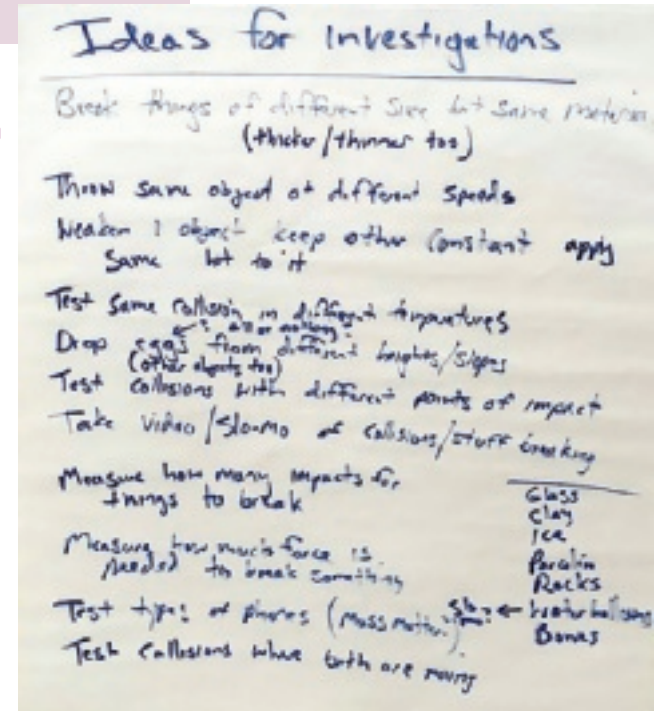 Ideas for investigations
Break things of different size but same material
(thicker/thinner too)
Throw same object at different speeds
Weaken 1 object keep other constant apply
same hit to it
Test same collision in different temperatures
Drop eggs from different heights/slopes
(other objects too)
Test collisions with different points of impact
Take video/slo-mo of collisions/stuff breaking
Measure how many impacts for
things to break
Measure how much force is
needed to break something
Test types of phones (mass matter?)
Test collisions where both are moving
Glass
Clay
Ice
Rocks
Water balloons
Bones